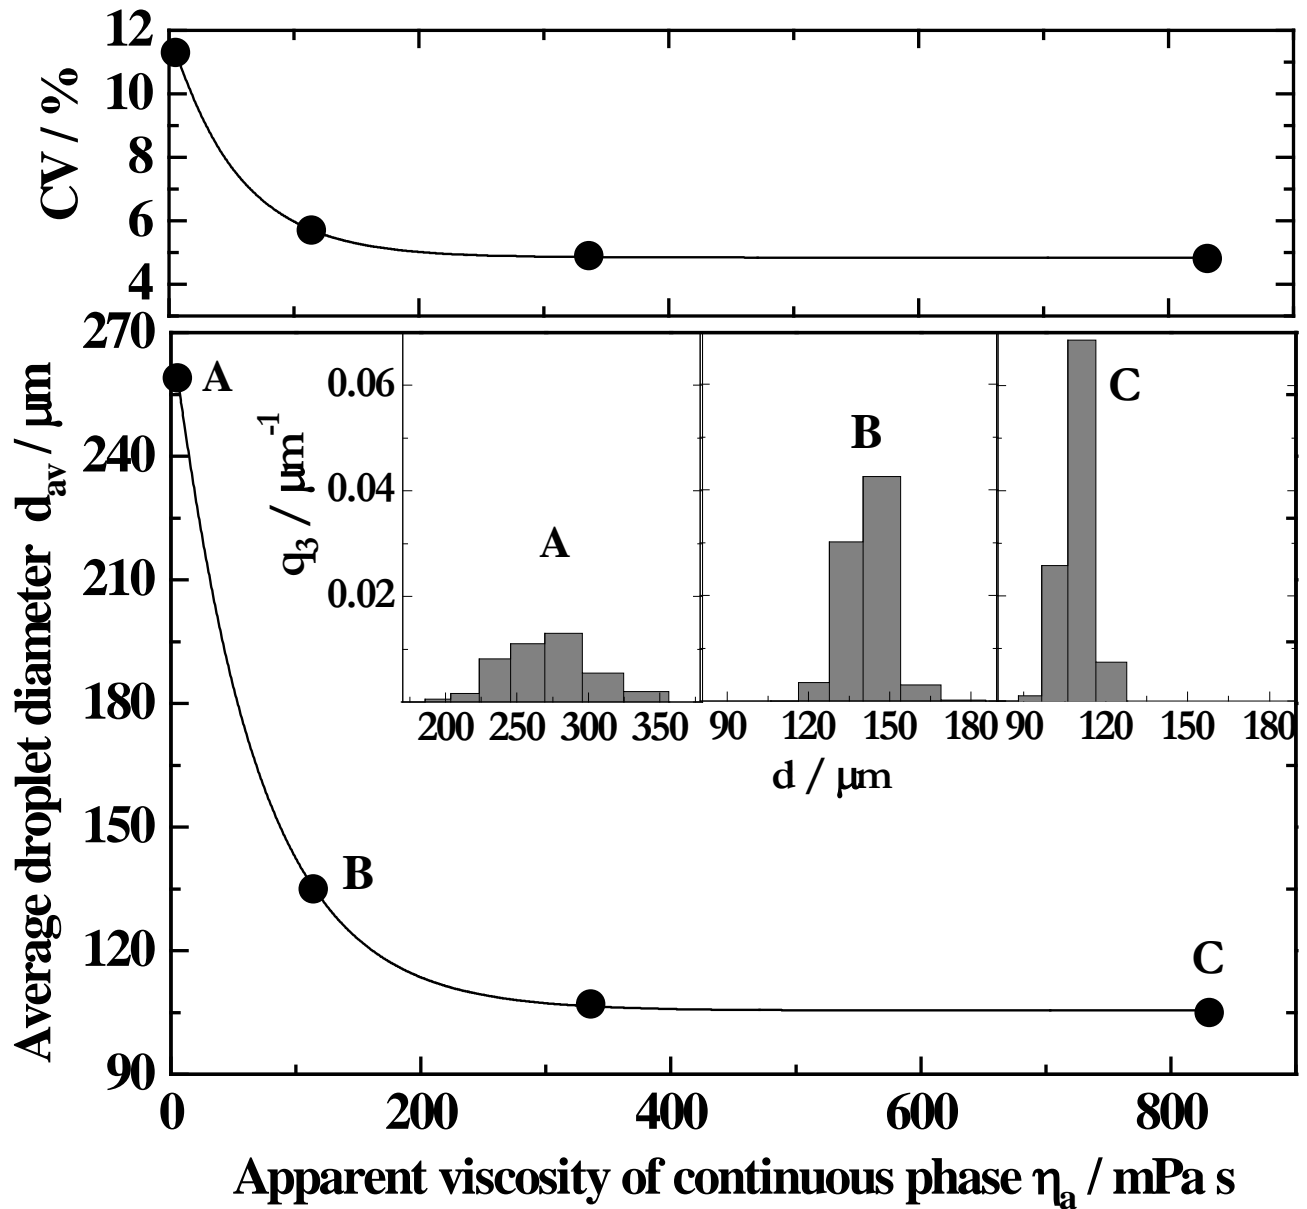 12
10
8
6
4
CV / %
270
240
210
180
150
120
90
Average droplet diameter d_av / μm
A
B
C
0.06
0.04
0.02
q_3 / μm^-1
A
B
C
200 250 300 350
90 120 150 180
90 120 150 180
d / μm
0 200 400 600 800
Apparent viscosity of continuous phase η_a / mPa s